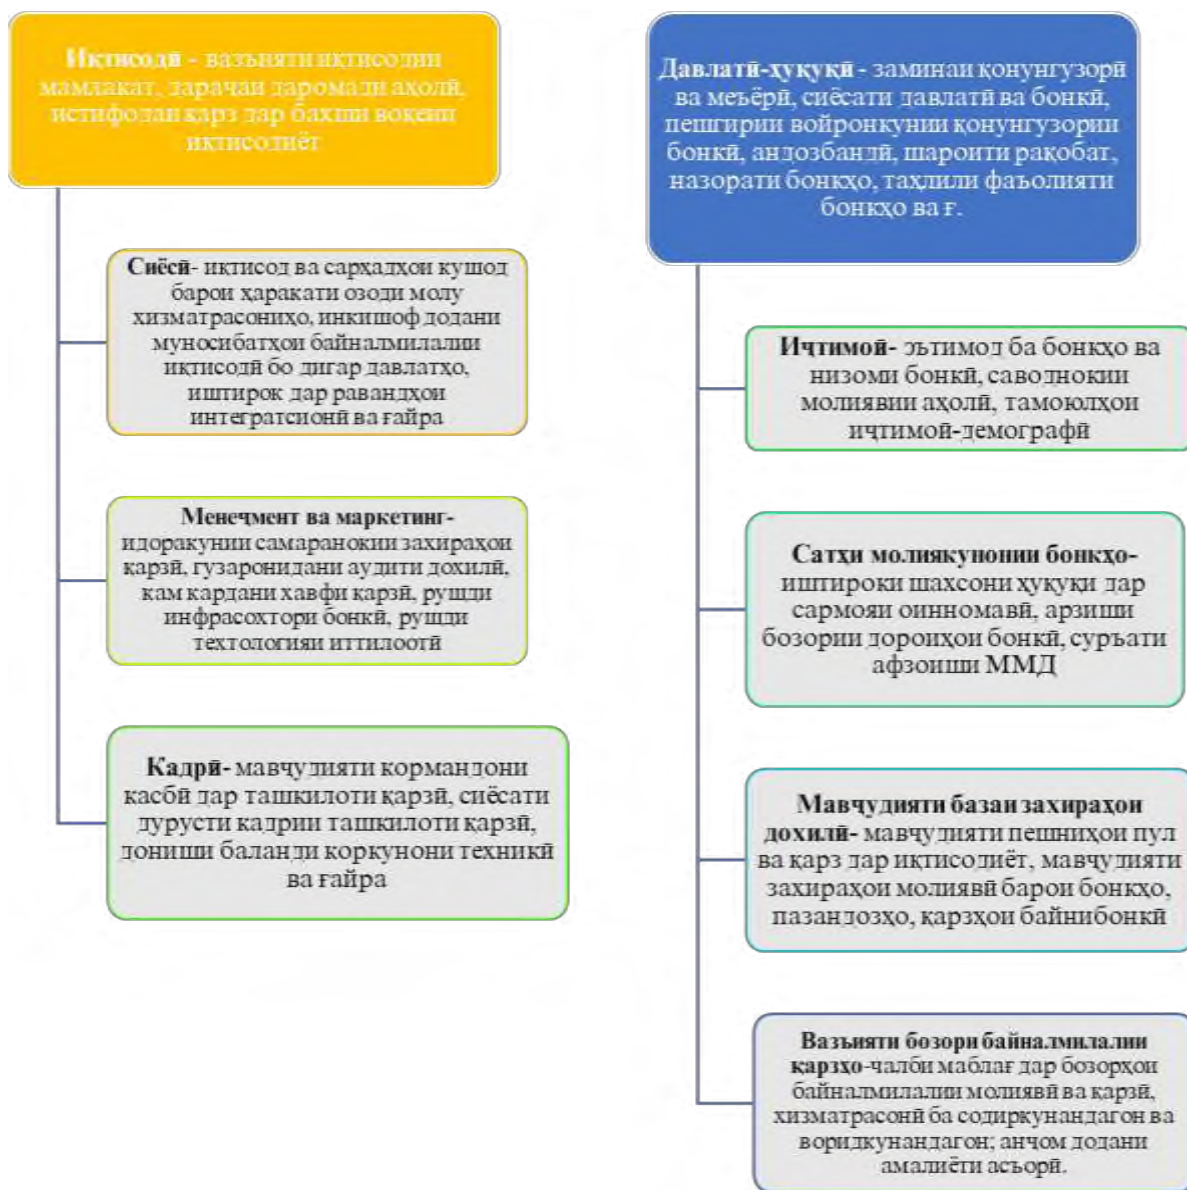 Иқтисодӣ - вазъияти иқтисодии
мамлакат, дараҷаи даромади аҳолӣ,
истифодаи қарз дар бахши воқеии
иқтисодиёт
Сиёсӣ- иқтисод ва сарҳадҳои кушод
барои ҳаракати озоди молу
хизматрасониҳо, инкишоф додани
муносибатҳои байналмилалии
иқтисодӣ бо дигар давлатҳо,
иштирок дар равандҳои
интегратсионӣ ва ғайра
Менеҷмент ва маркетинг-
идоракунии самаранокии захираҳои
қарзӣ, гузаронидани аудити дохилӣ,
кам кардани хавфи қарзӣ, рушди
инфрасохтори бонкӣ, рушди
техтологияи иттилоотӣ
Кадрӣ- мавҷудияти кормандони
касбӣ дар ташкилоти қарзӣ, сиёсати
дурусти кадрии ташкилоти қарзӣ,
дониши баланди коркунони техникӣ
ва ғайра
Давлатӣ-ҳуқуқӣ - заминаи қонунгузорӣ
ва меъёрӣ, сиёсати давлатӣ ва бонкӣ,
пешгирии войронкунии қонунгузории
бонкӣ, андозбандӣ, шароити рақобат,
назорати бонкҳо, таҳлили фаъолияти
бонкҳо ва ғ.
Иҷтимоӣ- эътимод ба бонкҳо ва
низоми бонкӣ, саводнокии
молиявии аҳолӣ, тамоюлҳои
иҷтимоӣ-демографӣ
Сатҳи молиякунонии бонкҳо-
иштироки шахсони ҳуқуқи дар
сармояи оинномавӣ, арзиши
бозории дороиҳои бонкӣ, суръати
афзоиши ММД
Мавҷудияти базаи захираҳои
дохилӣ- мавҷудияти пешниҳои пул
ва қарз дар иқтисодиёт, мавҷудияти
захираҳои молиявӣ барои бонкҳо,
пазандозҳо, қарзҳои байнибонкӣ
Вазъияти бозори байналмилалии
қарзҳо-чалби маблағ дар бозорҳои
байналмилалии молиявӣ ва қарзӣ,
хизматрасонӣ ба содиркунандагон ва
воридкунандагон; анҷом додани
амалиёти асъорӣ.